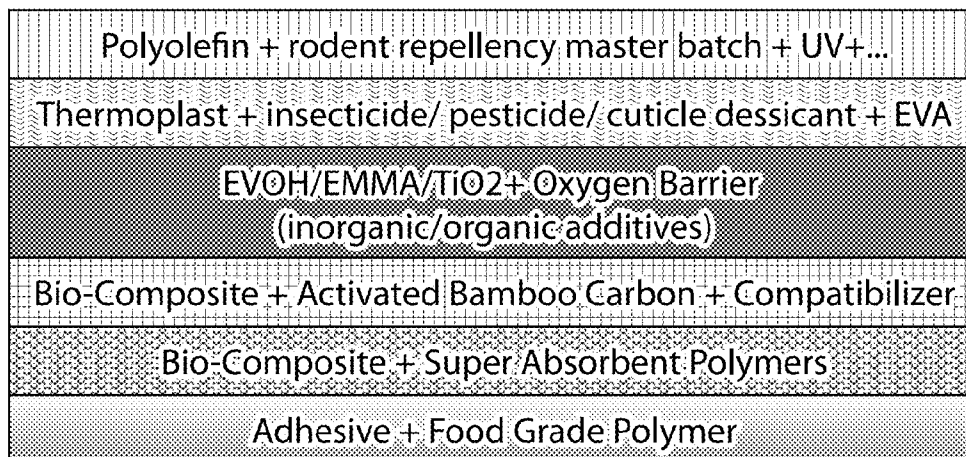 Polyolefin + rodent repellency master batch + UV+...
Thermoplast + insecticide/ pesticide/ cuticle dessicant + EVA
EVOH/EMMA/TiO2+ Oxygen Barrier
(inorganic/organic additives)
Bio-Composite + Activated Bamboo Carbon + Compatibilizer
Bio-Composite + Super Absorbent Polymers
Adhesive + Food Grade Polymer